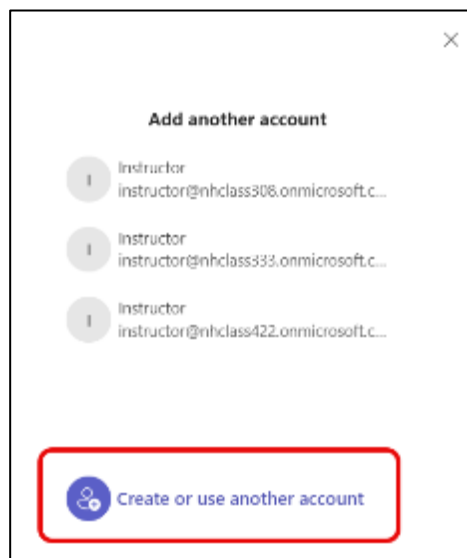 Add another account
I
Instructor
instructor@nhclass308.onmicrosoft.c...
I
Instructor
instructor@nhclass333.onmicrosoft.c...
I
Instructor
instructor@nhclass422.onmicrosoft.c...
Create or use another account